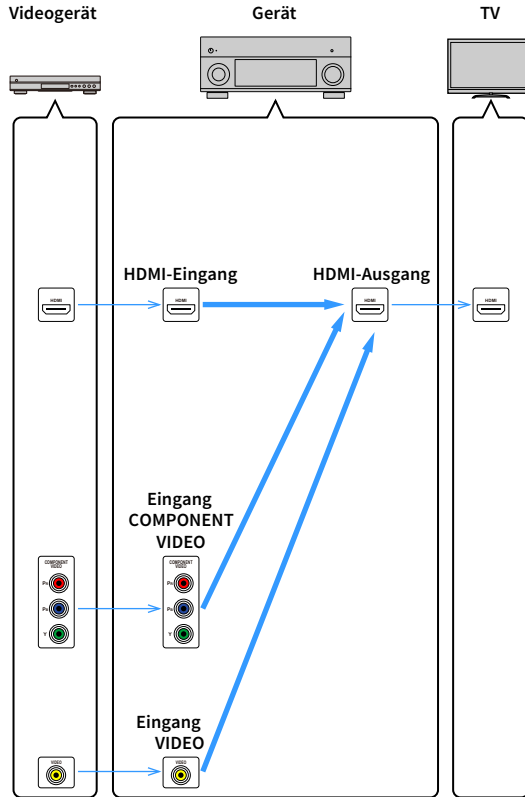 Videogerät
Gerät
TV
HDMI-Eingang
HDMI-Ausgang
HDMI
HDMI
HDMI
HDMI
Eingang
COMPONENT
VIDEO
COMPONENT
VIDEO
PR
PB
Y
COMPONENT
VIDEO
PR
PB
Y
Eingang
VIDEO
VIDEO
VIDEO